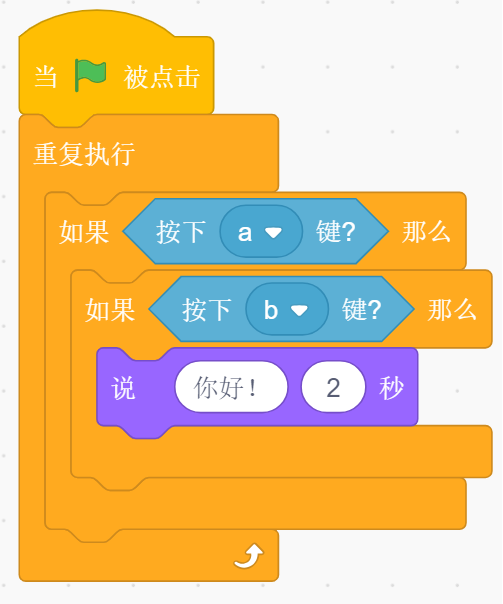 当 被点击
重复执行
如果 按下 a 键? 那么
如果 按下 b 键? 那么
说 你好！ 2 秒